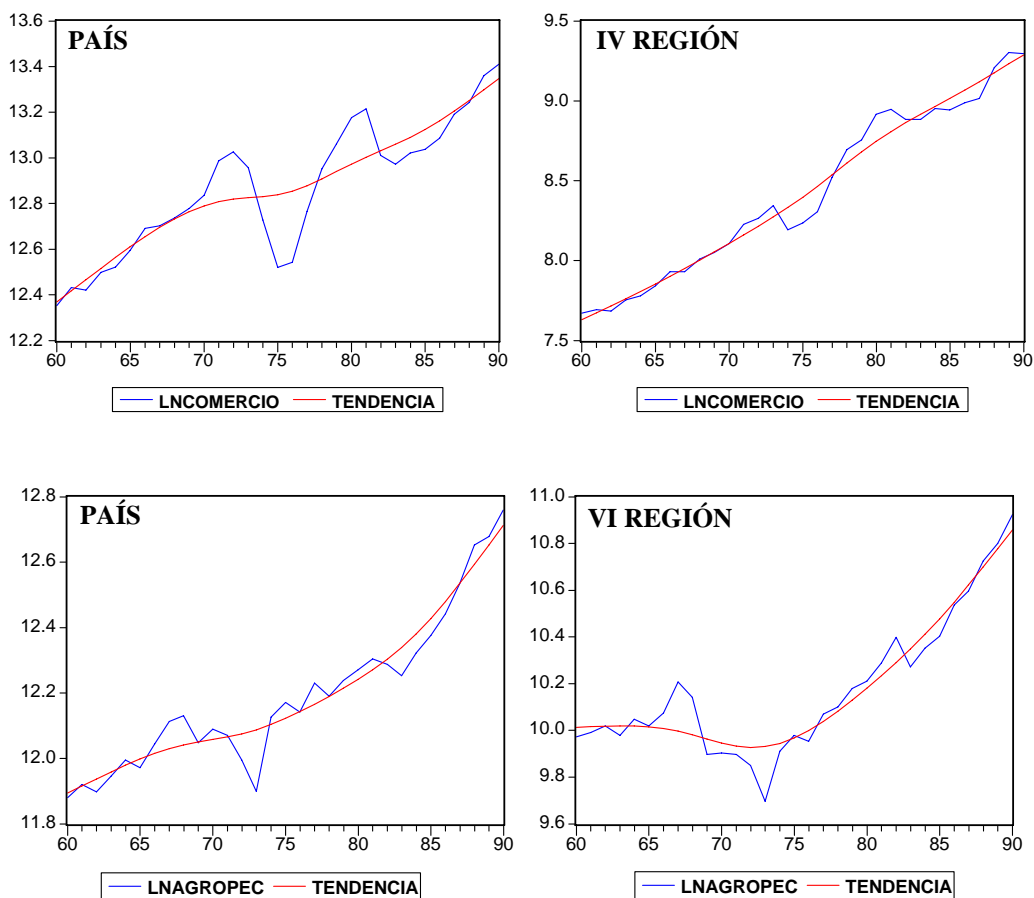 PAÍS
13.6
13.4
13.2
13.0
12.8
12.6
12.4
12.2
60 65 70 75 80 85 90
LNCOMERCIO TENDENCIA
IV REGIÓN
9.5
9.0
8.5
8.0
7.5
60 65 70 75 80 85 90
LNCOMERCIO TENDENCIA
PAÍS
12.8
12.6
12.4
12.2
12.0
11.8
60 65 70 75 80 85 90
LNAGROPEC TENDENCIA
VI REGIÓN
11.0
10.8
10.6
10.4
10.2
10.0
9.8
9.6
60 65 70 75 80 85 90
LNAGROPEC TENDENCIA